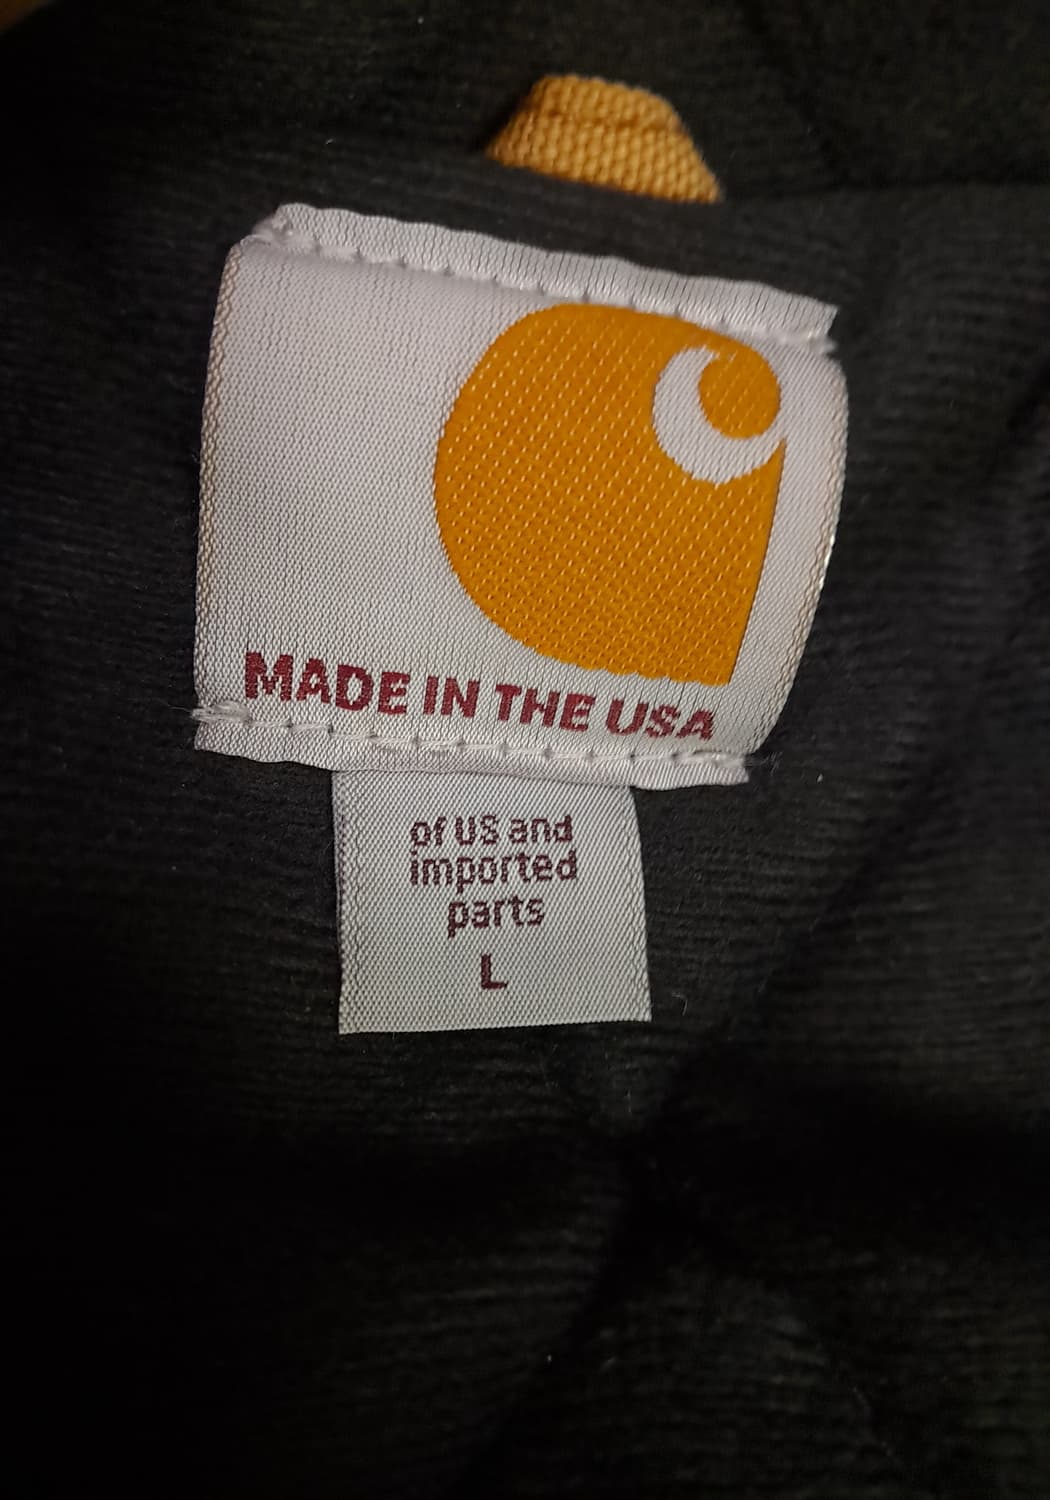 MADE IN THE USA
of US and
imported
parts
L